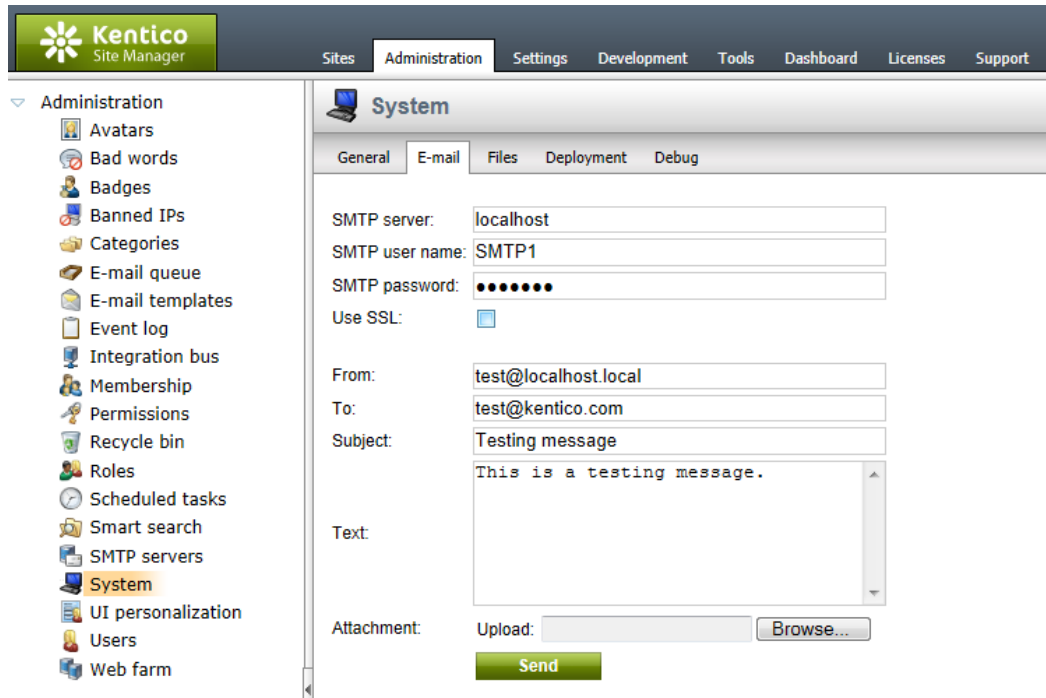 Kentico
Site Manager
Sites Administration Settings Development Tools Dashboard Licenses Support
Administration
Avatars
Bad words
Badges
Banned IPs
Categories
E-mail queue
E-mail templates
Event log
Integration bus
Membership
Permissions
Recycle bin
Roles
Scheduled tasks
Smart search
SMTP servers
System
UI personalization
Users
Web farm
System
General E-mail Files Deployment Debug
SMTP server: localhost
SMTP user name: SMTP1
SMTP password: ●●●●●●●
Use SSL:
From: test@localhost.local
To: test@kentico.com
Subject: Testing message
This is a testing message.
Text:
Attachment: Upload: Browse...
Send